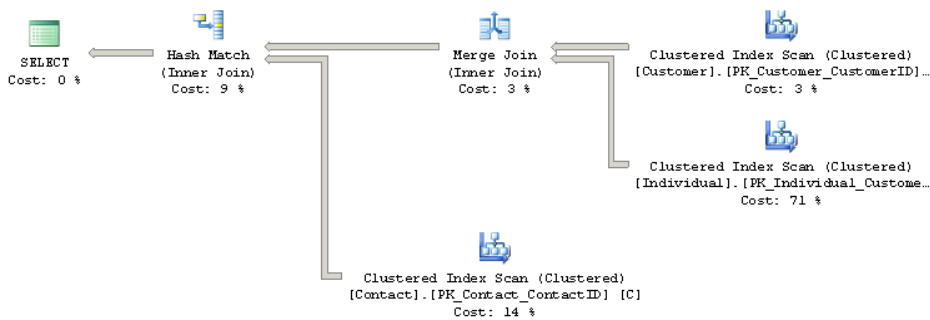 SELECT
Cost: 0 %
Hash Match
(Inner Join)
Cost: 9 %
Merge Join
(Inner Join)
Cost: 3 %
Clustered Index Scan (Clustered)
[Customer].[PK_Customer_CustomerID]…
Cost: 3 %
Clustered Index Scan (Clustered)
[Individual].[PK_Individual_Custome…
Cost: 71 %
Clustered Index Scan (Clustered)
[Contact].[PK_Contact_ContactID] [C]
Cost: 14 %